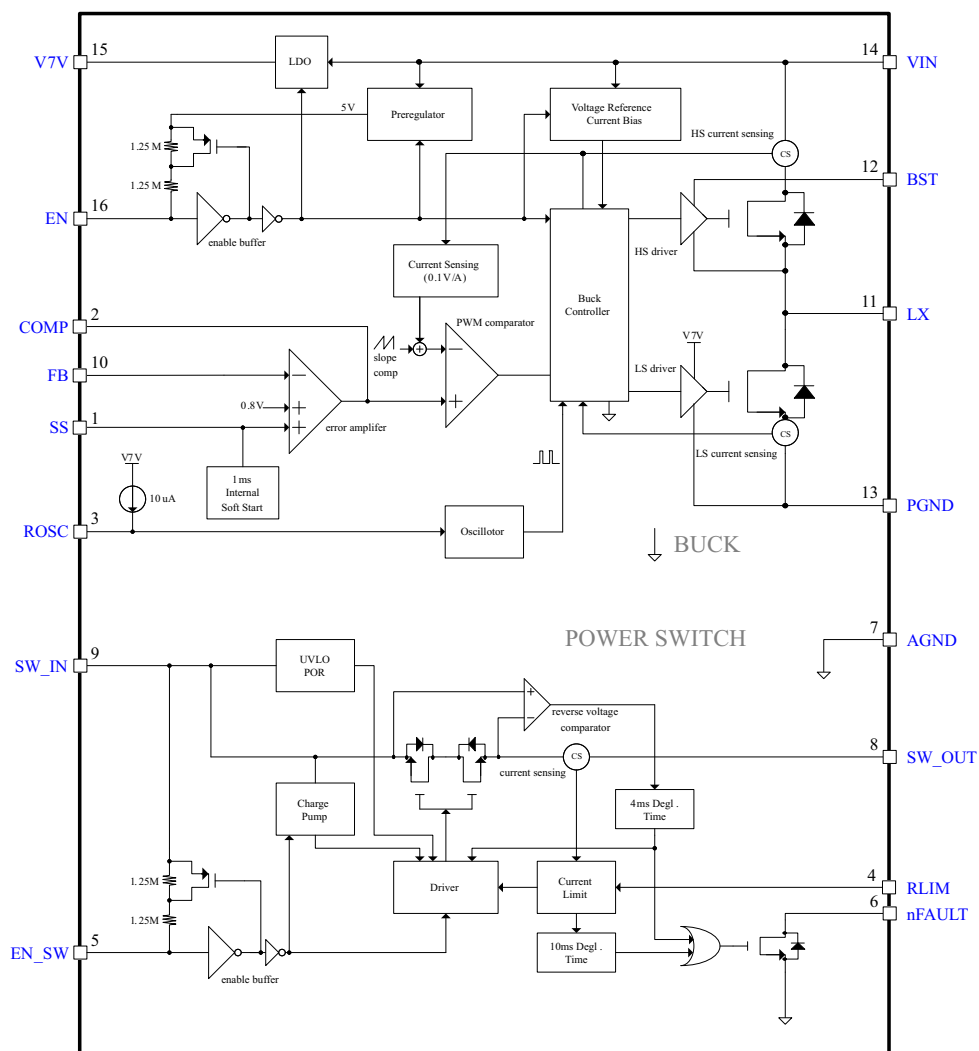 V7V
15
LDO
14
VIN
5V
Preregulator
Voltage Reference
Current Bias
HS current sensing
CS
1.25 M
1.25 M
12
BST
EN
16
enable buffer
HS driver
Current Sensing
(0.1V/A)
Buck
Controller
11
LX
COMP
2
PWM comparator
slope
comp
+
−
+
V7V
LS driver
FB
10
−
+
+
0.8V
error amplifer
SS
1
CS
LS current sensing
V7V
10 uA
1ms
Internal
Soft Start
13
PGND
ROSC
3
Oscillotor
BUCK
POWER SWITCH
7
AGND
SW_IN
9
UVLO
POR
+
−
reverse voltage
comparator
8
SW_OUT
current sensing
CS
Charge
Pump
4ms Degl .
Time
Driver
Current
Limit
4
RLIM
6
nFAULT
1.25M
1.25M
EN_SW
5
enable buffer
10ms Degl .
Time